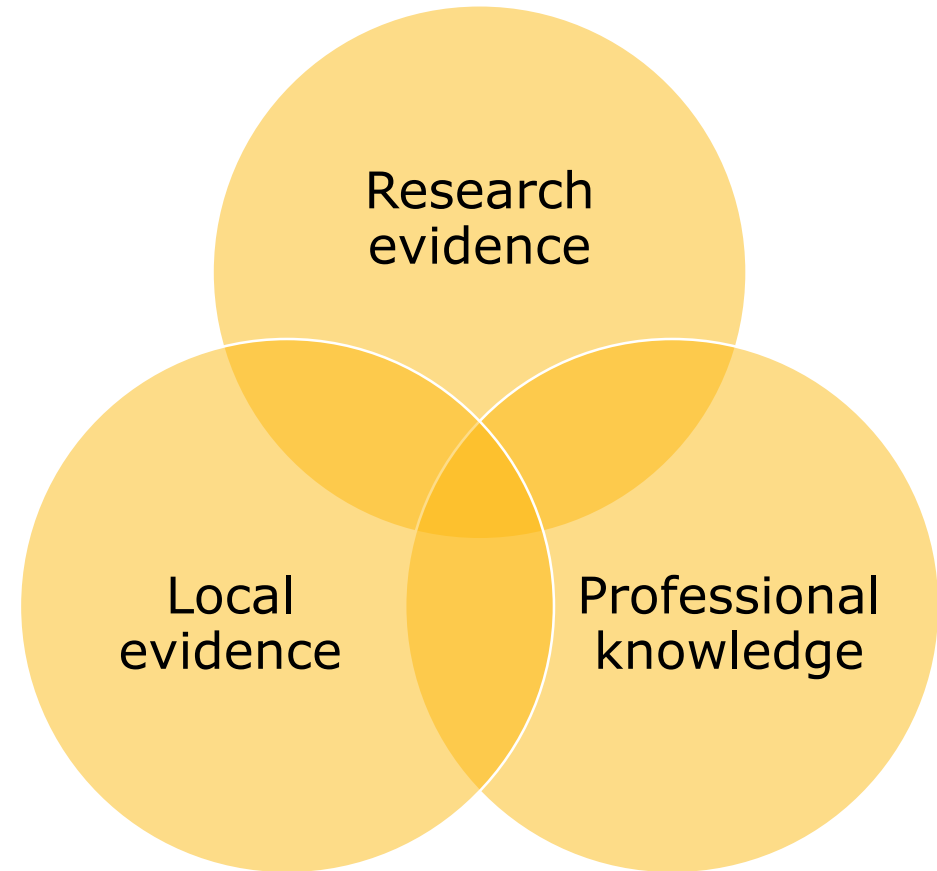 Research
evidence
Local
evidence
Professional
knowledge